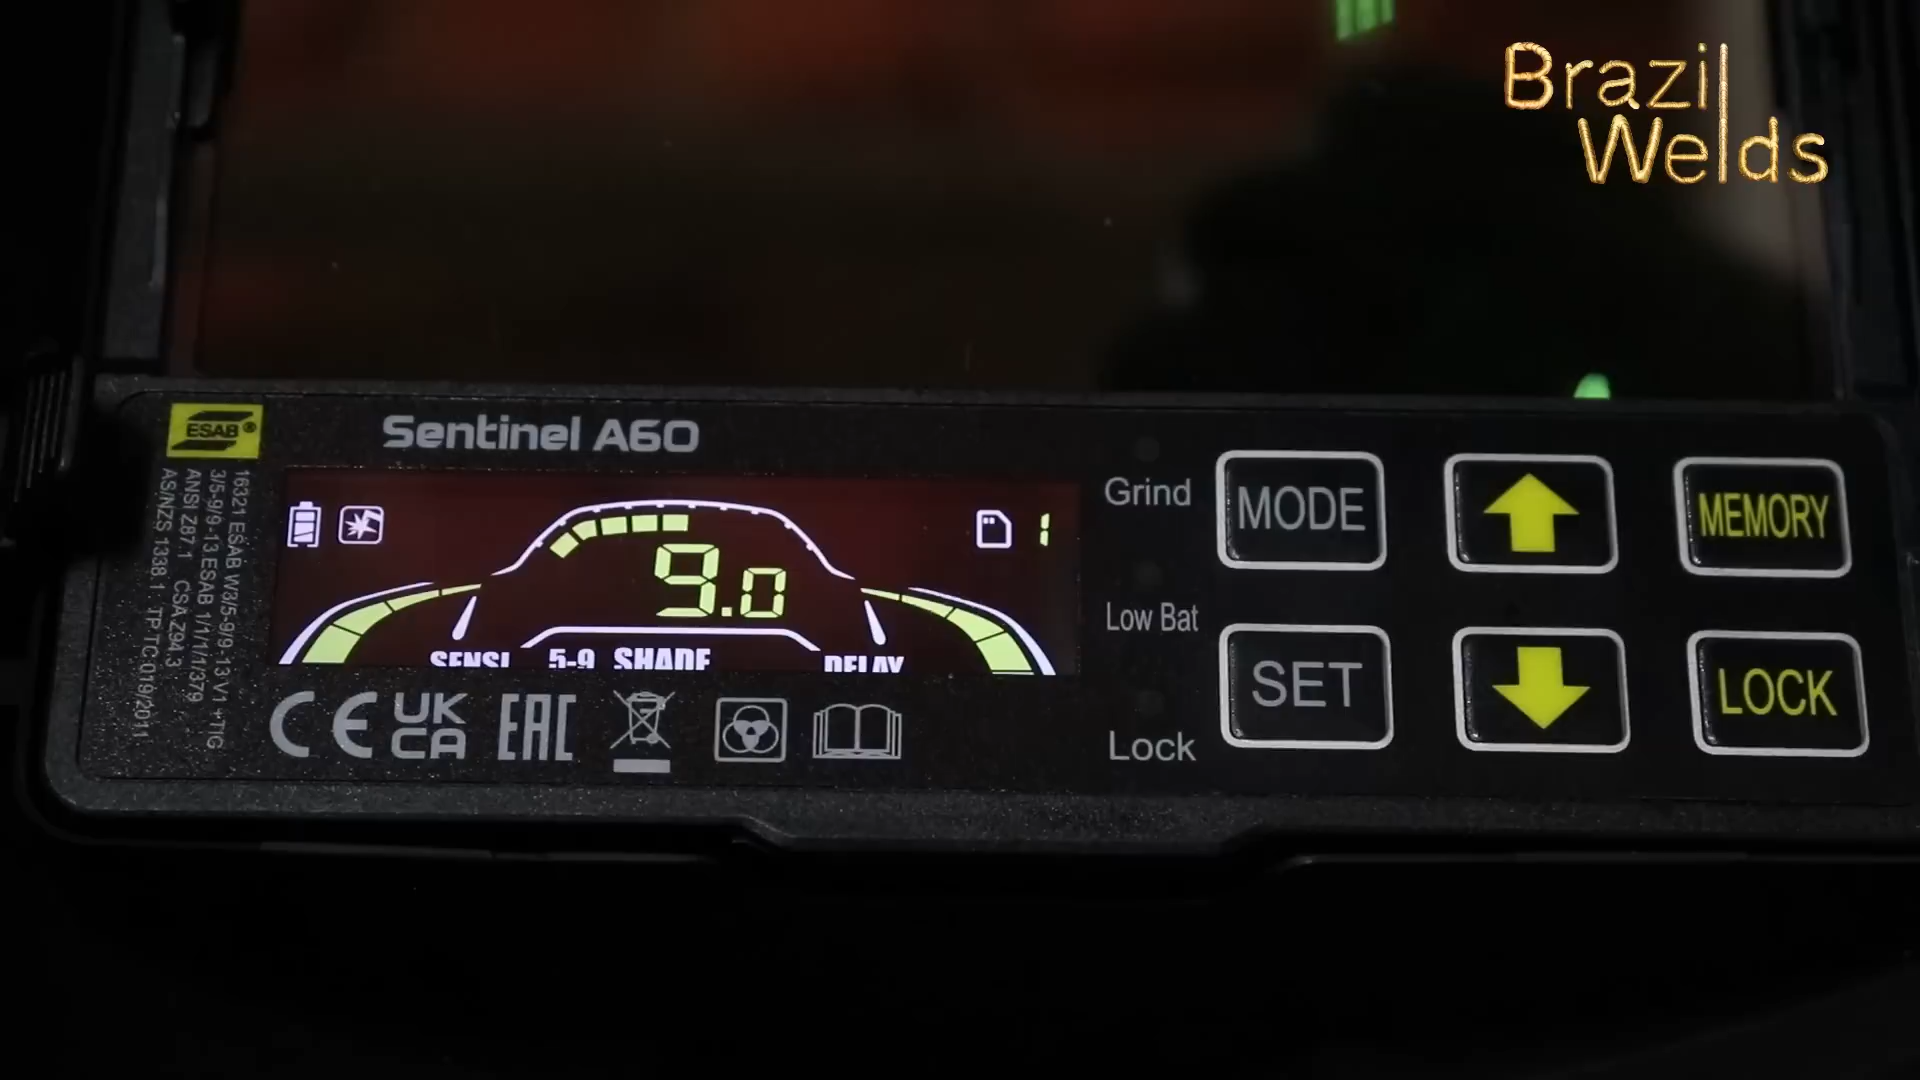 Brazil
Welds
ESAB®
Sentinel A60
16321 ESAB W3/5-9/9-13 V1 +TIG
3/5-9/9-13 ESAB 1/1/1/1/379
ANSI Z87.1 CSA Z94.3
AS/NZS 1338.1 TP TC 019/2011
1
9.0
SENSI
5-9 SHADE
DELAY
CE UK CA EAC
Grind
Low Bat
Lock
MODE
MEMORY
SET
LOCK